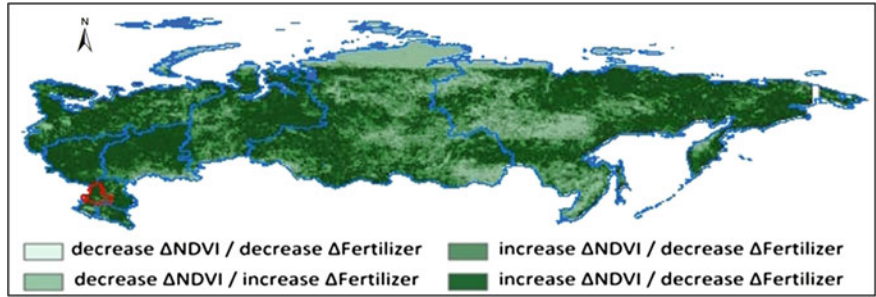 N
decrease ΔNDVI / decrease ΔFertilizer
increase ΔNDVI / decrease ΔFertilizer
decrease ΔNDVI / increase ΔFertilizer
increase ΔNDVI / decrease ΔFertilizer